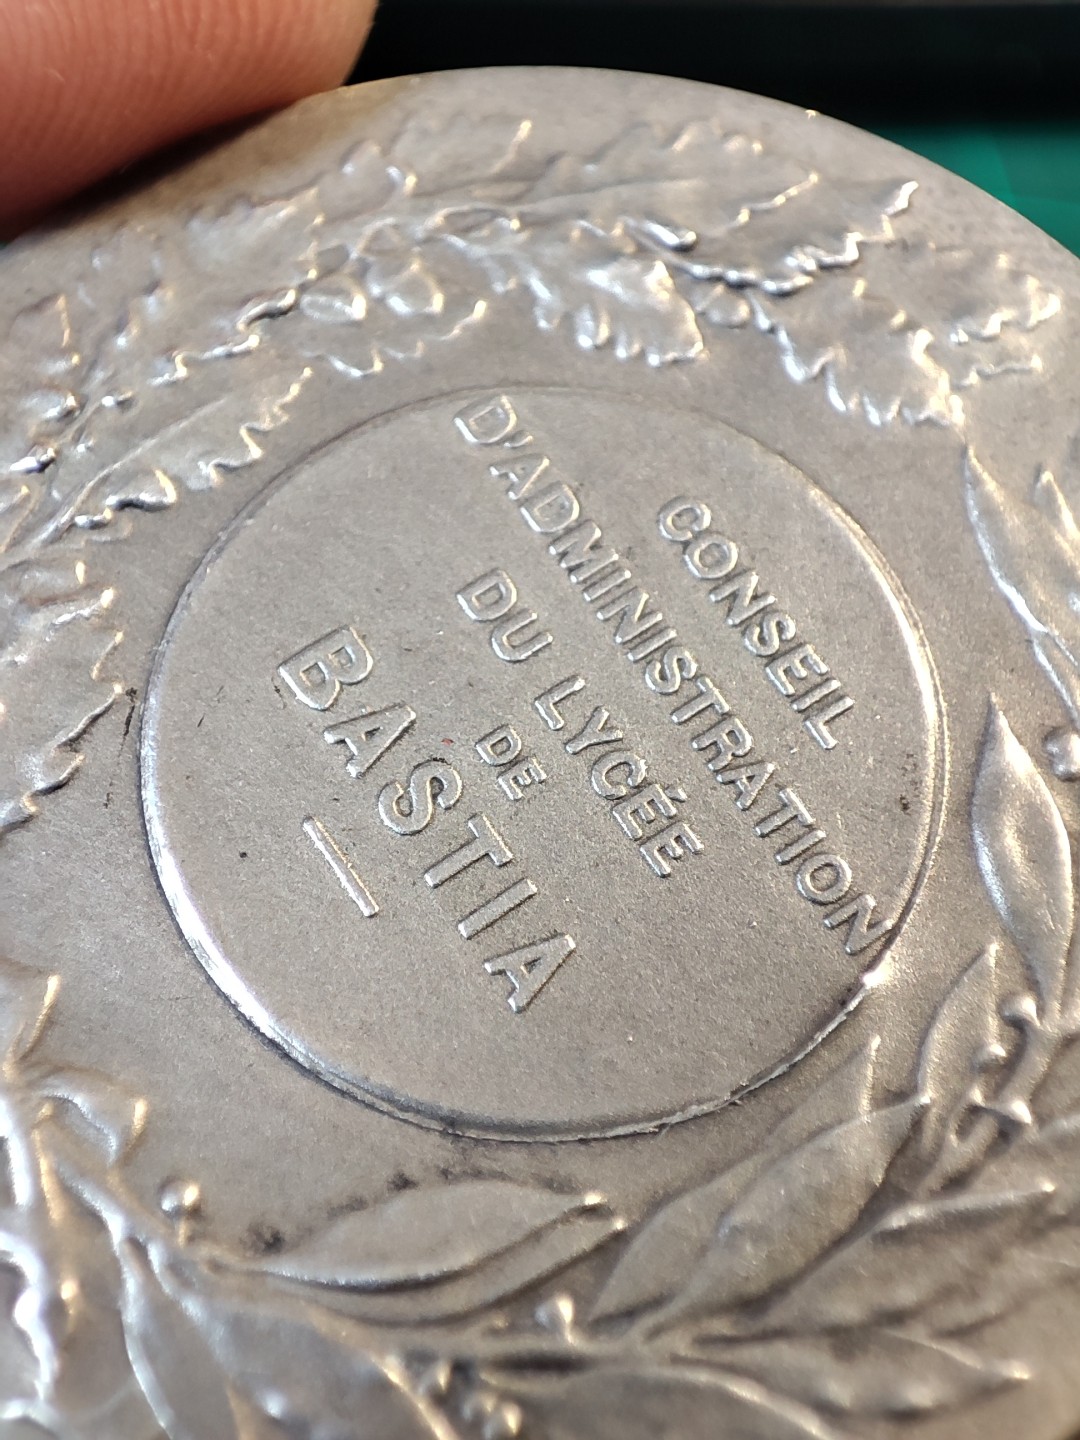 CONSEIL
D'ADMINISTRATION
DU LYCÉE
DE
BASTIA